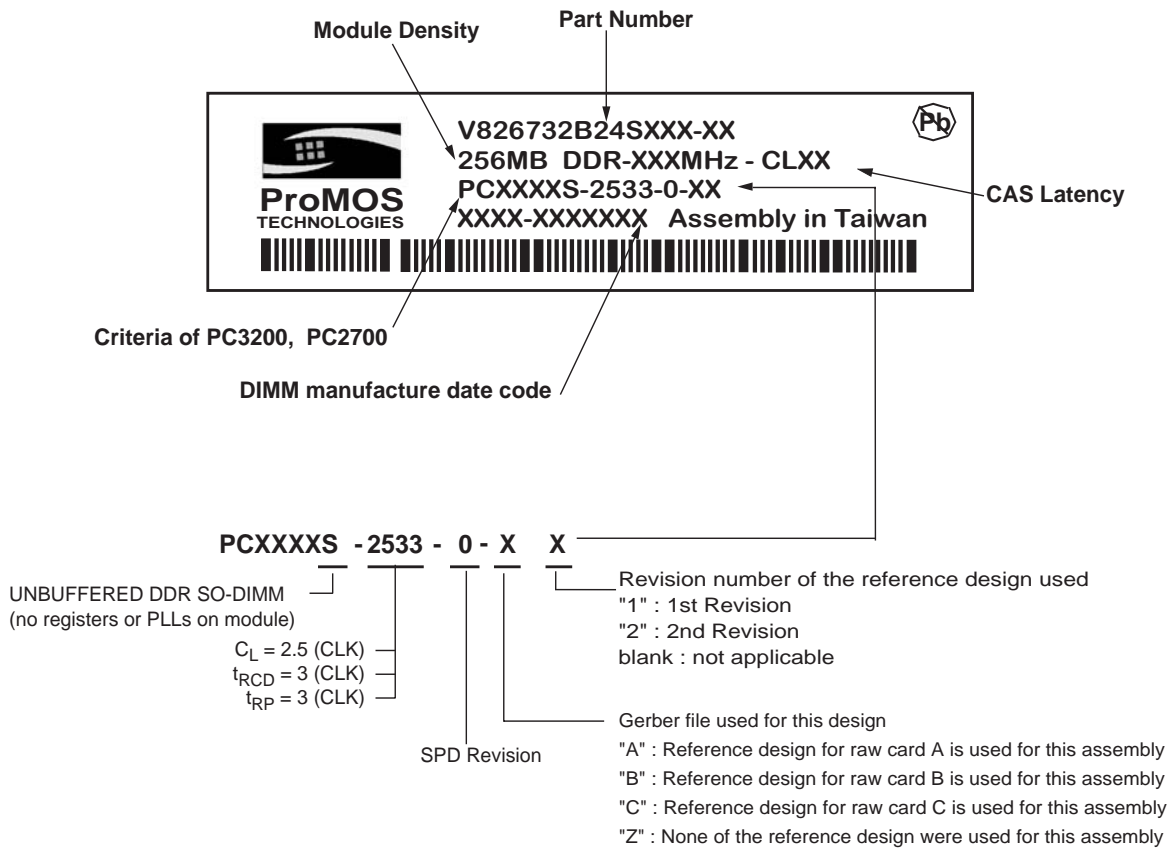 Module Density
Part Number
Pb
V826732B24SXXX-XX
256MB DDR-XXXMHz - CLXX
PCXXXXS-2533-0-XX
XXXX-XXXXXXX Assembly in Taiwan
ProMOS
TECHNOLOGIES
CAS Latency
Criteria of PC3200, PC2700
DIMM manufacture date code
PCXXXXS - 2533 - 0 - X X
UNBUFFERED DDR SO-DIMM
(no registers or PLLs on module)
CL = 2.5 (CLK)
tRCD = 3 (CLK)
tRP = 3 (CLK)
SPD Revision
Revision number of the reference design used
"1" : 1st Revision
"2" : 2nd Revision
blank : not applicable
Gerber file used for this design
"A" : Reference design for raw card A is used for this assembly
"B" : Reference design for raw card B is used for this assembly
"C" : Reference design for raw card C is used for this assembly
"Z" : None of the reference design were used for this assembly